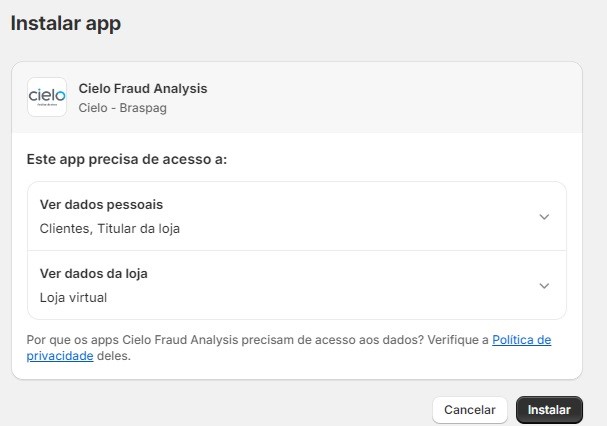 Instalar app
cielo
Cielo Fraud Analysis
Cielo - Braspag
Este app precisa de acesso a:
Ver dados pessoais
Clientes, Titular da loja
Ver dados da loja
Loja virtual
Por que os apps Cielo Fraud Analysis precisam de acesso aos dados? Verifique a Política de
privacidade deles.
Cancelar
Instalar